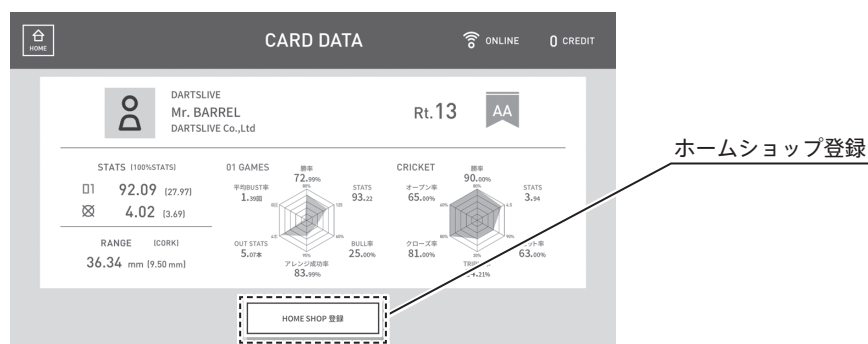 HOME
CARD DATA
ONLINE
0 CREDIT
DARTSLIVE
Mr. BARREL
DARTSLIVE Co.,Ltd
Rt.13
AA
STATS (100%STATS)
01 92.09 (27.97)
4.02 (3.69)
RANGE (CORK)
36.34 mm (9.50 mm)
01 GAMES
勝率
72.99%
80%
平均BUST率
1.39回
STATS
93.22
OUT STATS
5.07本
BULL率
25.00%
アレンジ成功率
83.99%
CRICKET
勝率
90.00%
オープン率
65.00%
STATS
3.94
クローズ率
81.00%
63.00%
ホームショップ登録
HOME SHOP 登録